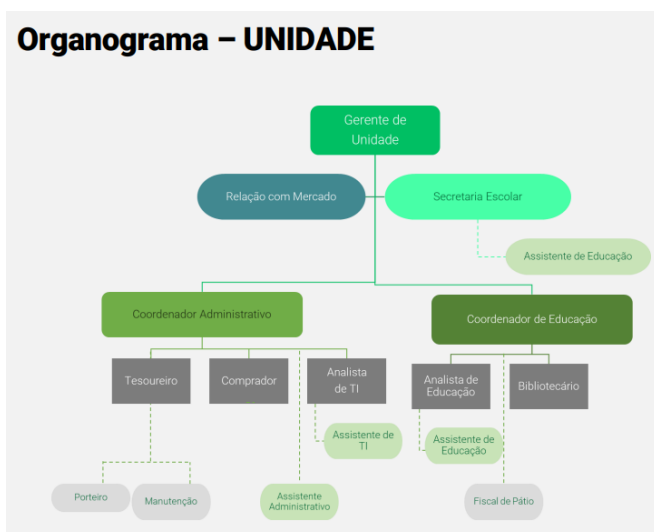 Organograma – UNIDADE
Gerente de
Unidade
Relação com Mercado
Secretaria Escolar
Assistente de Educação
Coordenador Administrativo
Coordenador de Educação
Tesoureiro
Comprador
Analista
de TI
Analista de
Educação
Bibliotecário
Assistente de
TI
Assistente de
Educação
Porteiro
Manutenção
Assistente
Administrativo
Fiscal de Pátio